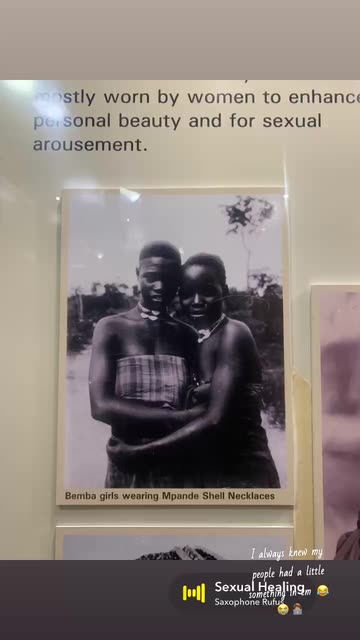 mostly worn by women to enhance
personal beauty and for sexual
arousement.
Bemba girls wearing Mpande Shell Necklaces
I always knew my
people had a little
something in em 😂
😭
Sexual Healing
Saxophone Rufus